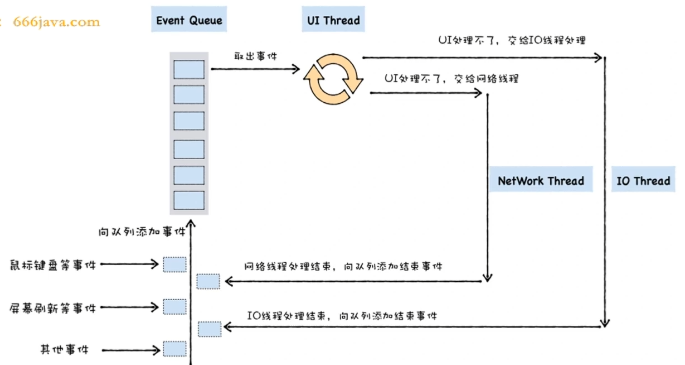 : 666java.com
Event Queue
UI Thread
UI处理不了，交给IO线程处理
取出事件
UI处理不了，交给网络线程
NetWork Thread
IO Thread
向队列添加事件
鼠标键盘等事件
网络线程处理结束，向队列添加结束事件
屏幕刷新等事件
IO线程处理结束，向队列添加结束事件
其他事件